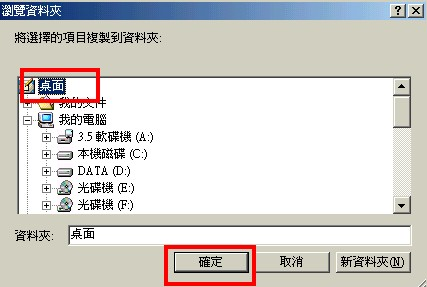 瀏覽資料夾
將選擇的項目複製到資料夾:
桌面
我的文件
我的電腦
3.5 軟碟機 (A:)
本機磁碟 (C:)
DATA (D:)
光碟機 (E:)
光碟機 (F:)
資料夾: 桌面
確定 取消 新資料夾(N)